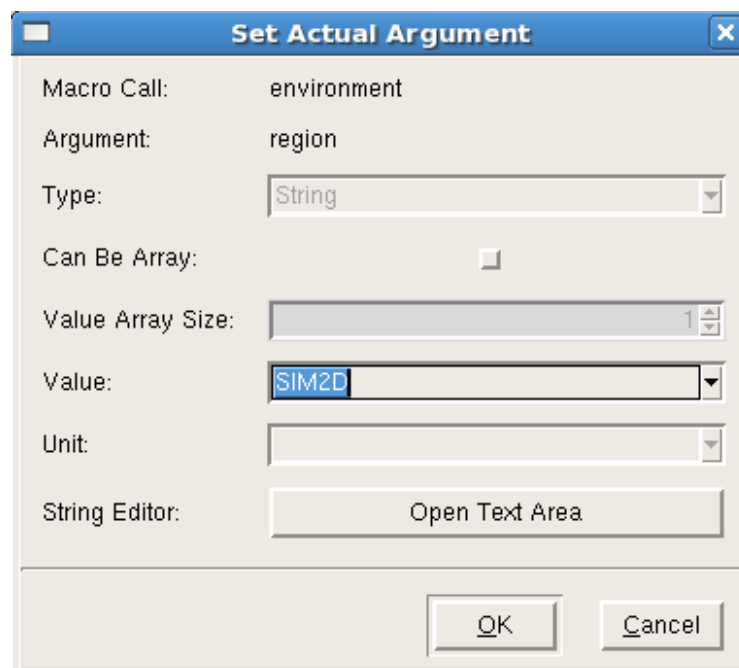 Set Actual Argument
Macro Call: environment
Argument: region
Type: String
Can Be Array:
Value Array Size: 1
Value: SIM2D
Unit:
String Editor: Open Text Area
OK Cancel